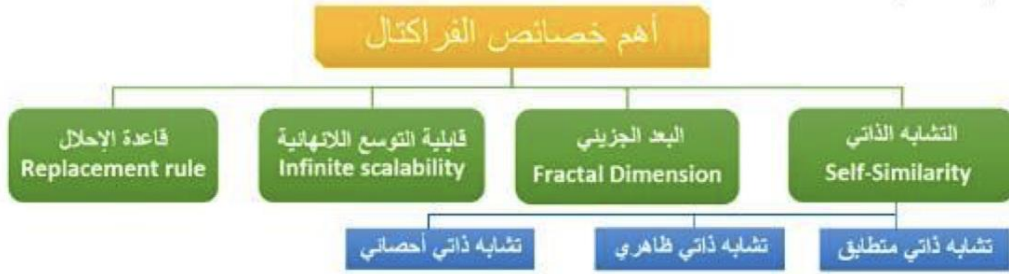 أهم خصائص الفراكتال
التشابه الذاتي
Self-Similarity
البعد الجزيئي
Fractal Dimension
قابلية التوسع اللانهائية
Infinite scalability
قاعدة الإحلال
Replacement rule
تشابه ذاتي متطابق
تشابه ذاتي ظاهري
تشابه ذاتي أحصائي